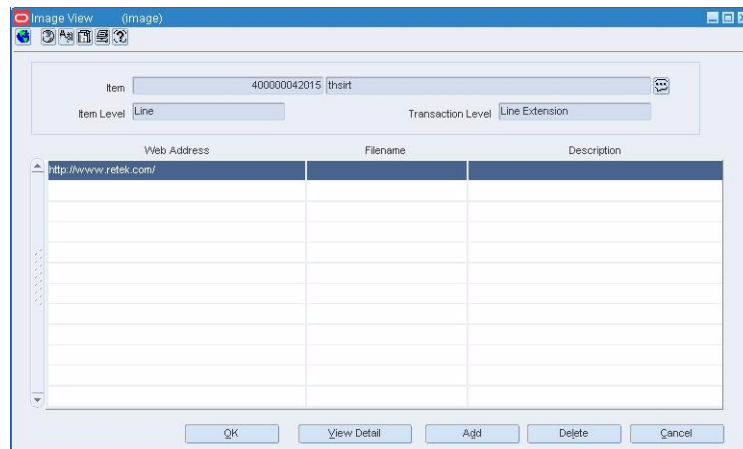 Image View (image)
Item 400000042015 thsirt
Item Level Line Transaction Level Line Extension
Web Address Filename Description
http://www.retek.com/
OK View Detail Add Delete Cancel